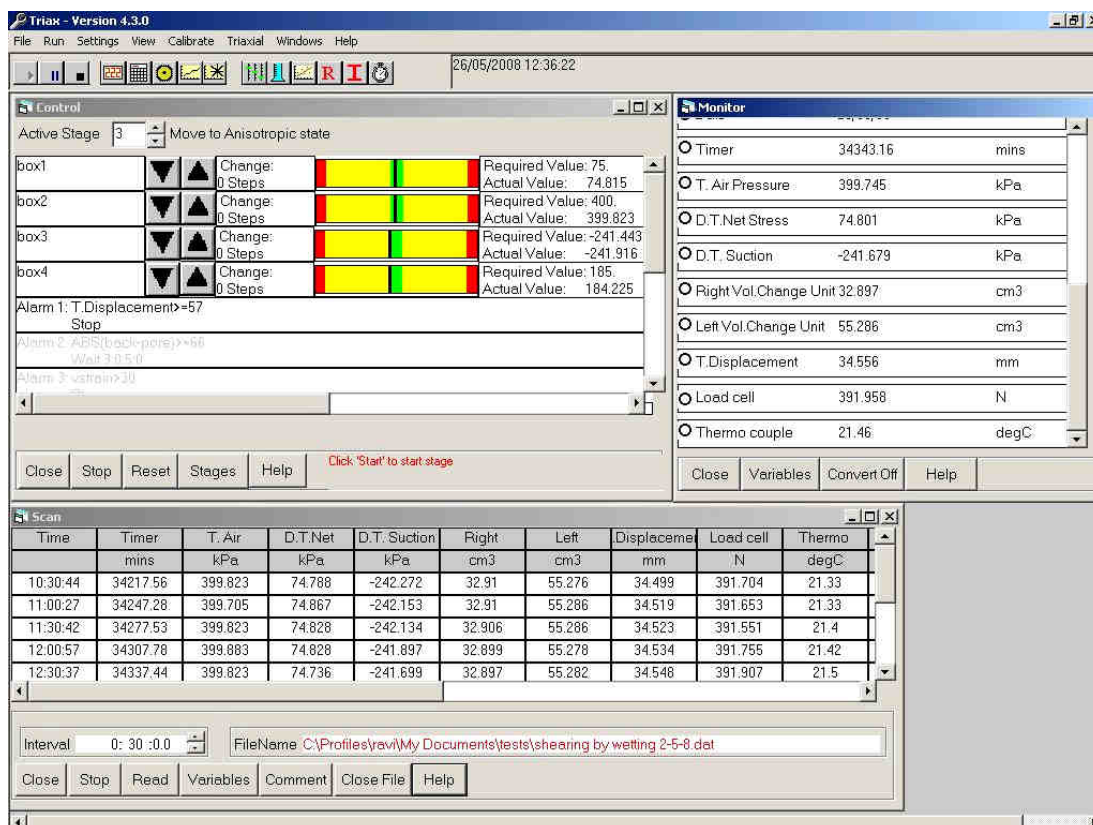 Triax - Version 4.3.0
File Run Settings View Calibrate Triaxial Windows Help
R I
26/05/2008 12:36:22
Control
Active Stage 3 Move to Anisotropic state
box1 Change: Required Value: 75.
0 Steps Actual Value: 74.815
box2 Change: Required Value: 400.
0 Steps Actual Value: 399.823
box3 Change: Required Value: -241.443
0 Steps Actual Value: -241.916
box4 Change: Required Value: 185.
0 Steps Actual Value: 184.225
Alarm 1: T.Displacement>=57
Stop
Alarm 2: ABS(back-pore)>=66
Wait 3:0:5:0
Alarm 3: vstrain>30
Close Stop Reset Stages Help Click 'Start' to start stage
Monitor
Timer 34343.16 mins
T. Air Pressure 399.745 kPa
D.T.Net Stress 74.801 kPa
D.T. Suction -241.679 kPa
Right Vol.Change Unit 32.897 cm3
Left Vol.Change Unit 55.286 cm3
T.Displacement 34.556 mm
Load cell 391.958 N
Thermo couple 21.46 degC
Close Variables Convert Off Help
Scan
Time Timer T. Air D.T.Net D.T. Suction Right Left .Displacemen Load cell Thermo
mins kPa kPa kPa cm3 cm3 mm N degC
10:30:44 34217.56 399.823 74.788 -242.272 32.91 55.276 34.499 391.704 21.33
11:00:27 34247.28 399.705 74.867 -242.153 32.91 55.286 34.519 391.653 21.33
11:30:42 34277.53 399.823 74.828 -242.134 32.906 55.286 34.523 391.551 21.4
12:00:57 34307.78 399.883 74.828 -241.897 32.899 55.278 34.534 391.755 21.42
12:30:37 34337.44 399.823 74.736 -241.699 32.897 55.282 34.546 391.907 21.5
Interval 0: 30 :0.0 FileName C:\Profiles\ravi\My Documents\tests\shearing by wetting 2-5-8.dat
Close Stop Read Variables Comment Close File Help